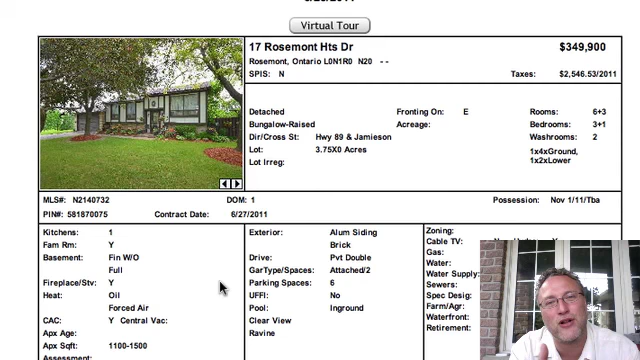 Virtual Tour
17 Rosemont Hts Dr $349,900
Rosemont, Ontario L0N1R0 N20 - -
SPIS: N Taxes: $2,546.53/2011
Detached Fronting On: E Rooms: 6+3
Bungalow-Raised Acreage: Bedrooms: 3+1
Dir/Cross St: Hwy 89 & Jamieson Washrooms: 2
Lot: 3.75X0 Acres 1x4xGround,
Lot Irreg: 1x2xLower
MLS#: N2140732 DOM: 1 Possession: Nov 1/11/Tba
PIN#: 581870075 Contract Date: 6/27/2011
Kitchens: 1 Exterior: Alum Siding Zoning:
Fam Rm: Y Brick Cable TV:
Basement: Fin W/O Drive: Pvt Double Gas:
Full GarType/Spaces: Attached/2 Water:
Fireplace/Stv: Y Parking Spaces: 6 Water Supply:
Heat: Oil UFFI: No Sewers:
Forced Air Pool: Inground Spec Desig:
CAC: Y Central Vac: Clear View Farm/Agr:
Apx Age: Ravine Waterfront:
Apx Sqft: 1100-1500 Retirement:
Assessment: